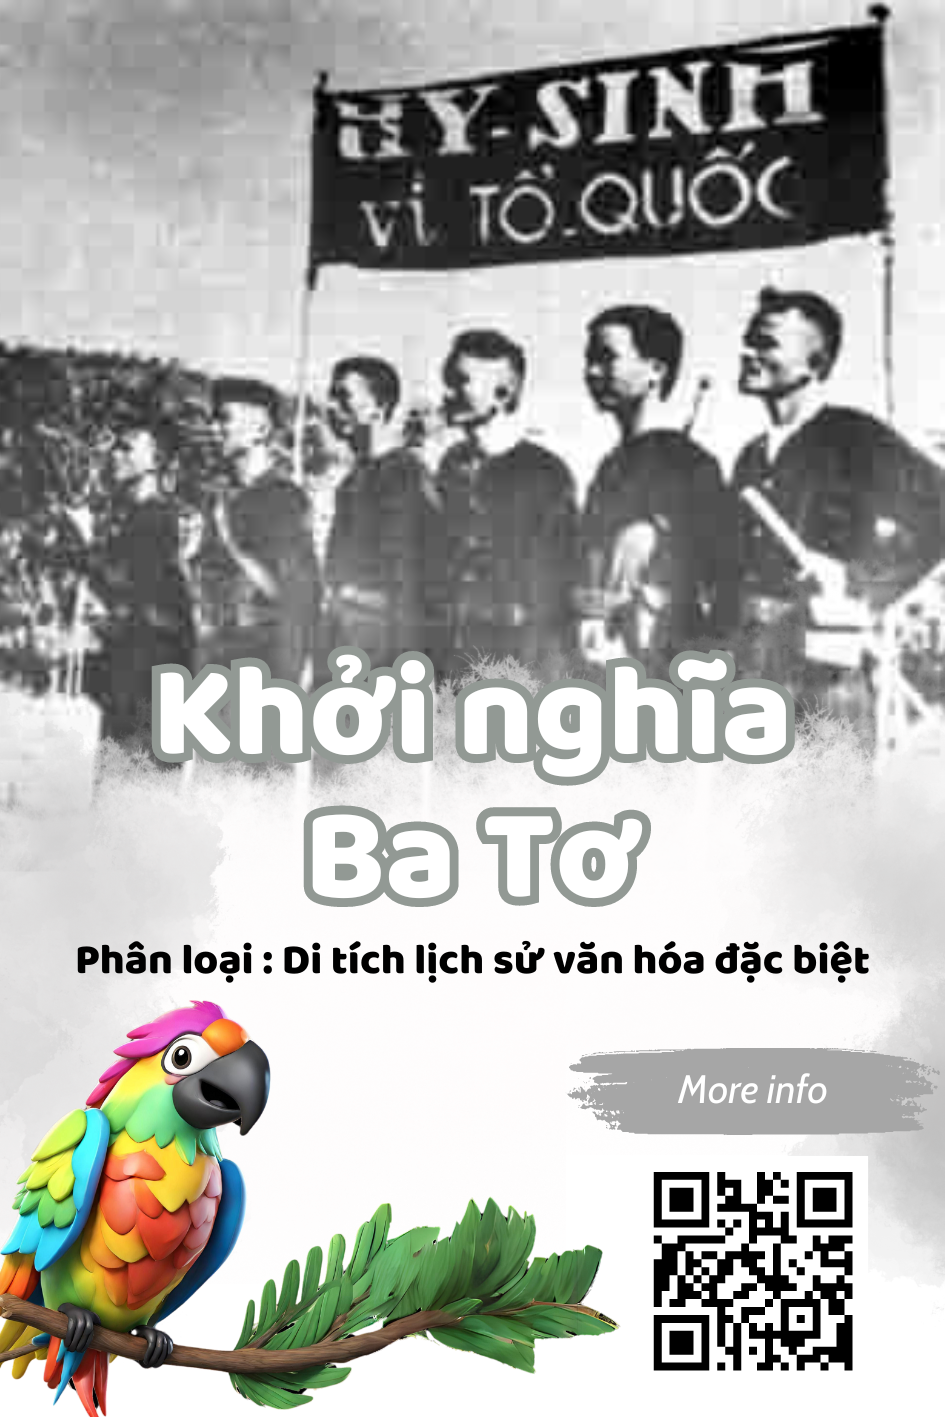 HY-SINH
Vì TỔ-QUỐC
Khởi nghĩa
Ba Tơ
Phân loại : Di tích lịch sử văn hóa đặc biệt
More info